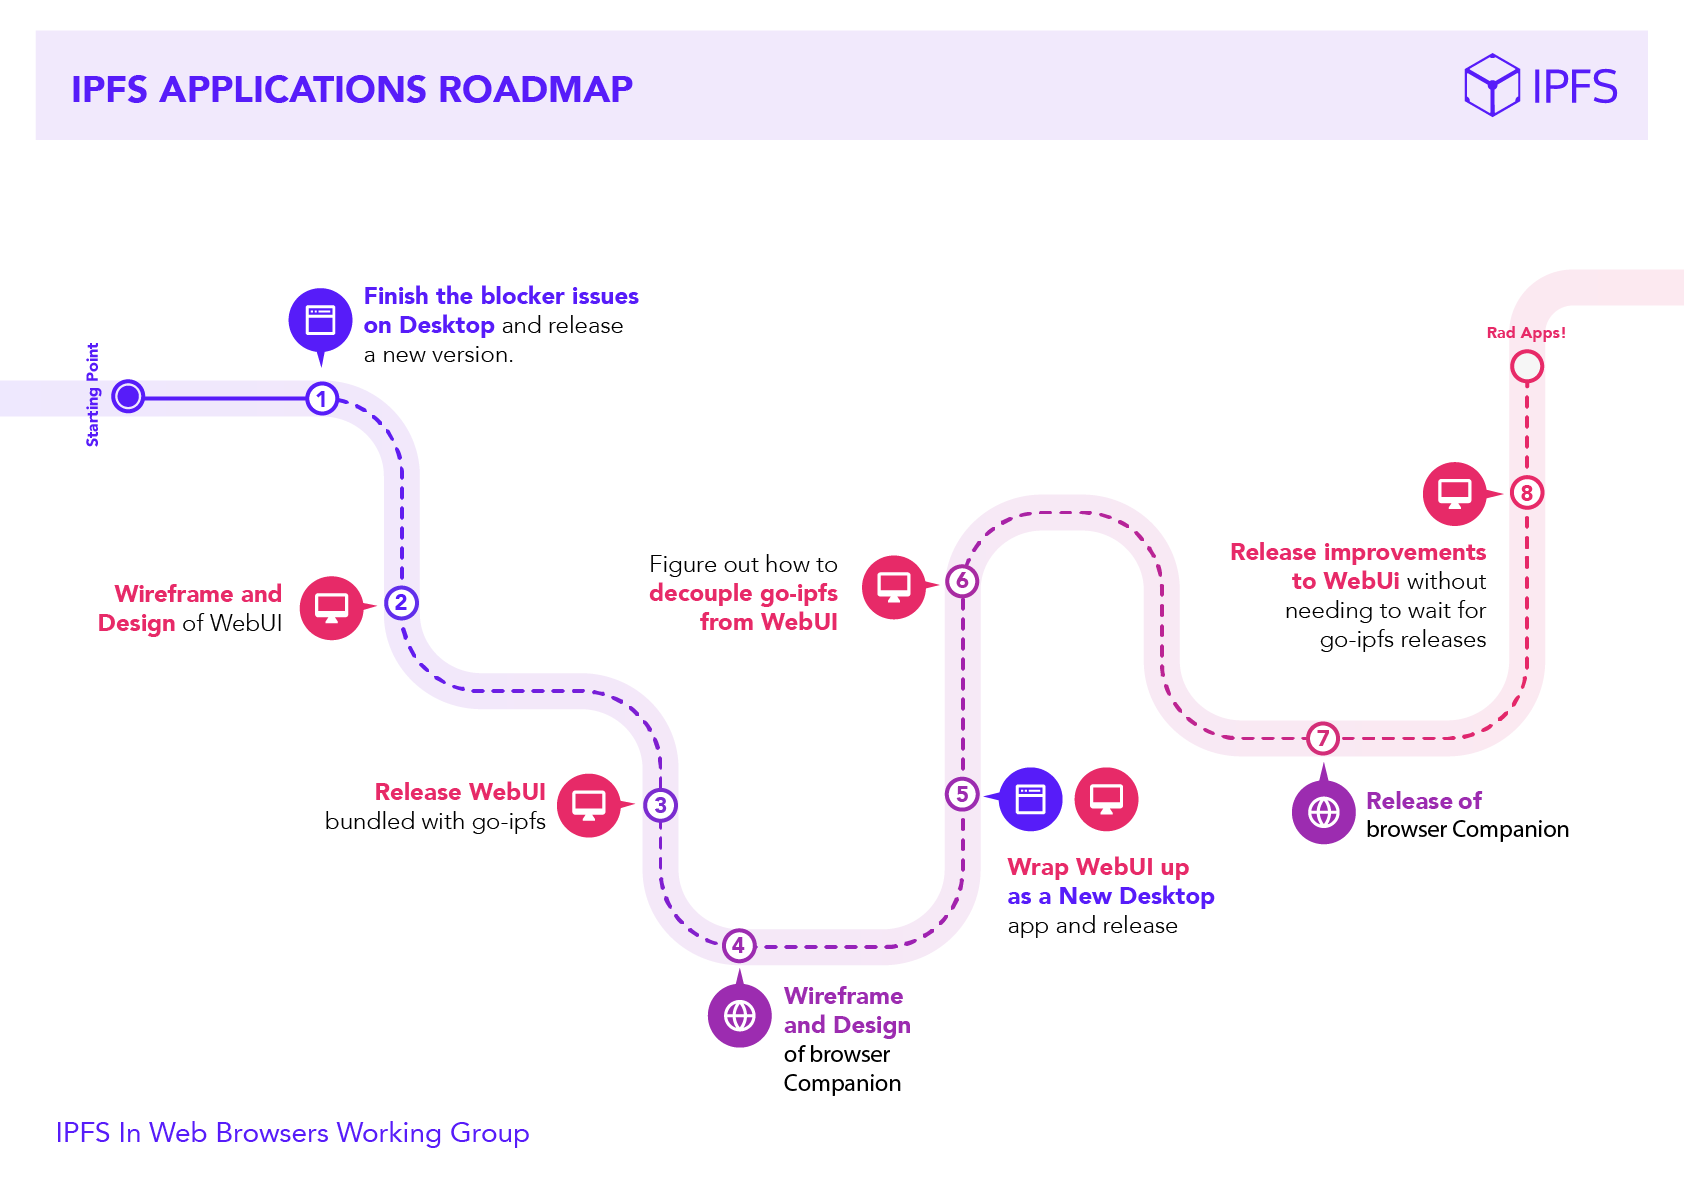 IPFS APPLICATIONS ROADMAP
IPFS
Starting Point
1
Finish the blocker issues
on Desktop and release
a new version.
2
Wireframe and
Design of WebUI
3
Release WebUI
bundled with go-ipfs
4
Wireframe
and Design
of browser
Companion
5
Wrap WebUI up
as a New Desktop
app and release
6
Figure out how to
decouple go-ipfs
from WebUI
7
Release of
browser Companion
8
Release improvements
to WebUi without
needing to wait for
go-ipfs releases
Rad Apps!
IPFS In Web Browsers Working Group